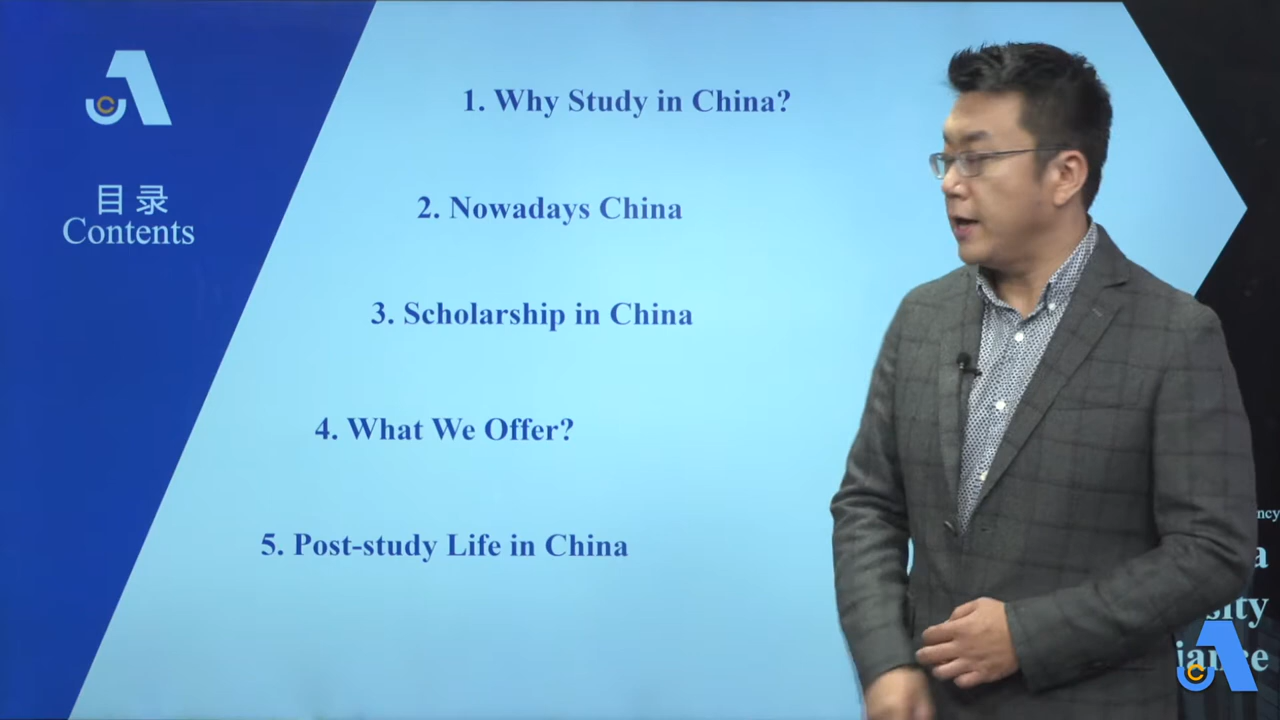 目录
Contents
1. Why Study in China?
2. Nowadays China
3. Scholarship in China
4. What We Offer?
5. Post-study Life in China